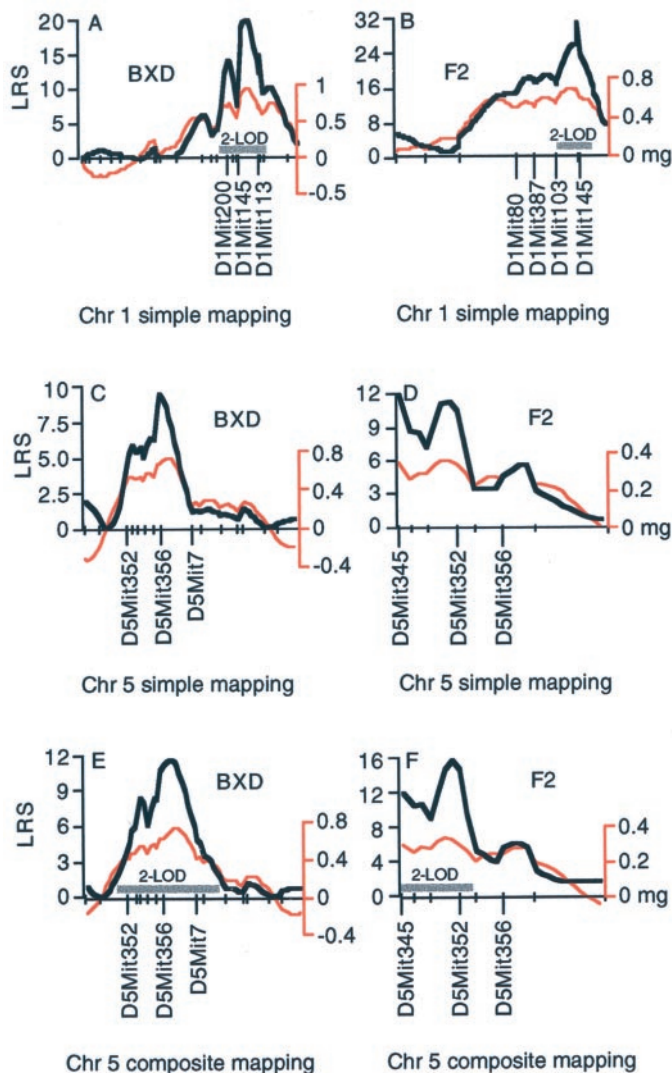 A
BXD
LRS
20
15
10
5
0
1
0.5
0
-0.5
2-LOD
D1Mit200
D1Mit145
D1Mit113
Chr 1 simple mapping
B
F2
32
24
16
8
0
0.8
0.4
0 mg
2-LOD
D1Mit80
D1Mit387
D1Mit103
D1Mit145
Chr 1 simple mapping
C
BXD
LRS
10
7.5
5
2.5
0
0.8
0.4
0
-0.4
D5Mit352
D5Mit356
D5Mit7
Chr 5 simple mapping
D
F2
12
9
6
3
0
0.4
0.2
0 mg
D5Mit345
D5Mit352
D5Mit356
Chr 5 simple mapping
E
BXD
LRS
12
9
6
3
0
0.8
0.4
0
-0.4
2-LOD
D5Mit352
D5Mit356
D5Mit7
Chr 5 composite mapping
F
F2
16
12
8
4
0
0.4
0.2
0 mg
2-LOD
D5Mit345
D5Mit352
D5Mit356
Chr 5 composite mapping